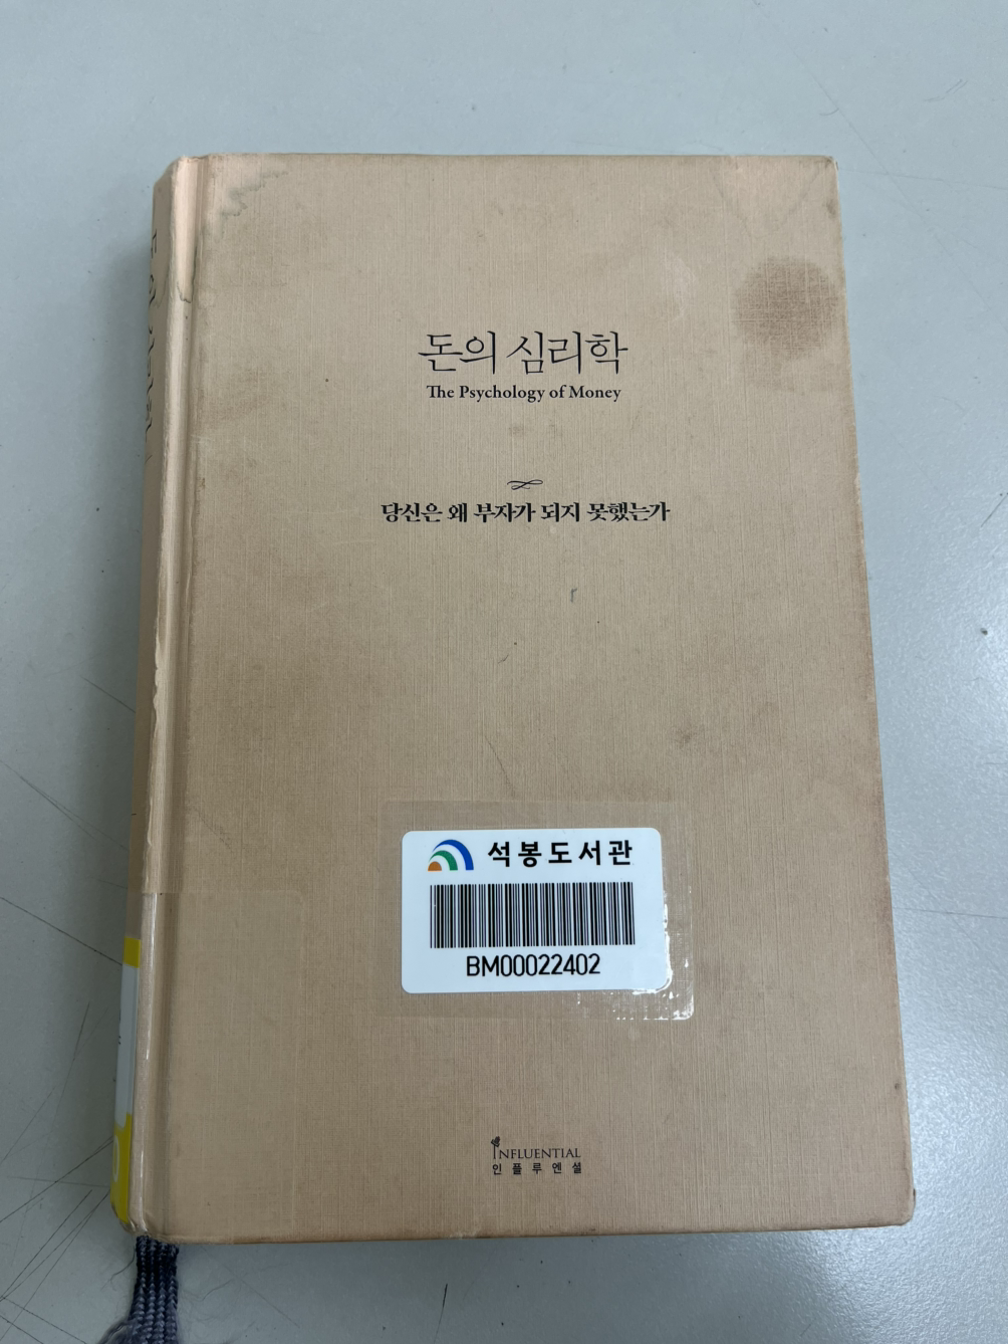 돈의 심리학
The Psychology of Money
당신은 왜 부자가 되지 못했는가
석봉도서관
BM00022402
INFLUENTIAL
인플루엔셜